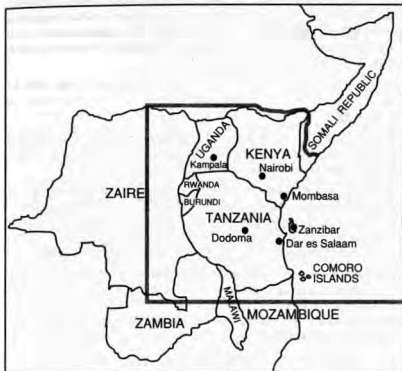 SOMALI REPUBLIC
UGANDA
Kampala
KENYA
Nairobi
ZAIRE
RWANDA
BURUNDI
Mombasa
TANZANIA
Zanzibar
Dodoma
Dar es Salaam
COMORO
ISLANDS
MALAWI
MOZAMBIQUE
ZAMBIA